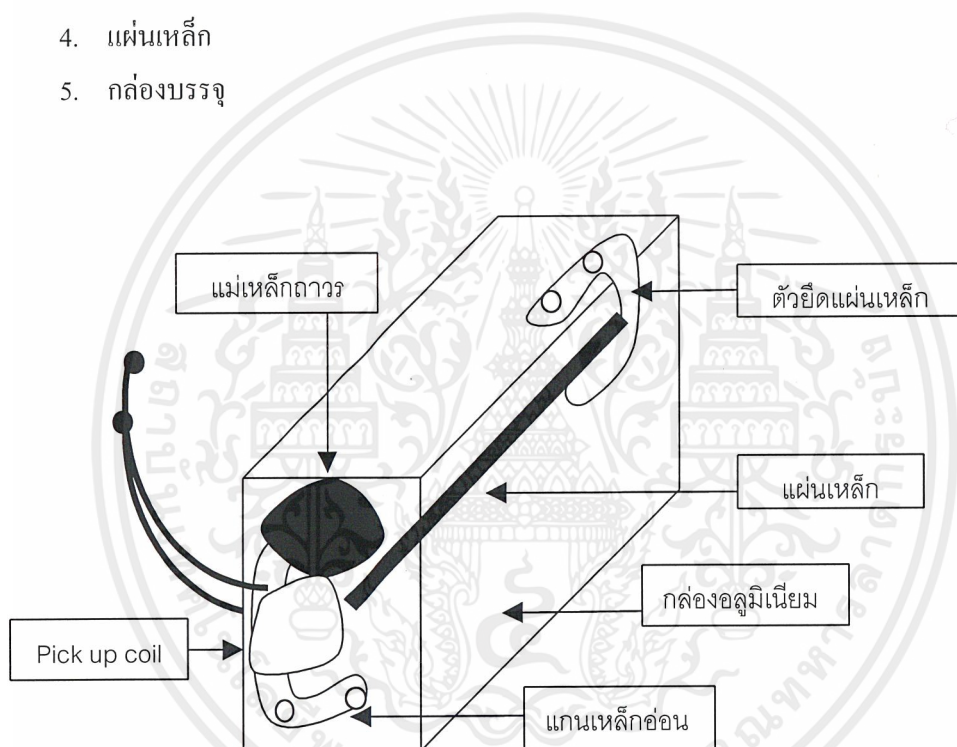 4. แผ่นเหล็ก
5. กล่องบรรจุ
แม่เหล็กถาวร
ตัวยึดแผ่นเหล็ก
แผ่นเหล็ก
กล่องอลูมิเนียม
Pick up coil
แกนเหล็กอ่อน